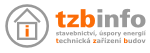 tzbinfo
stavebnictví, úspory energií
technická zařízení budov